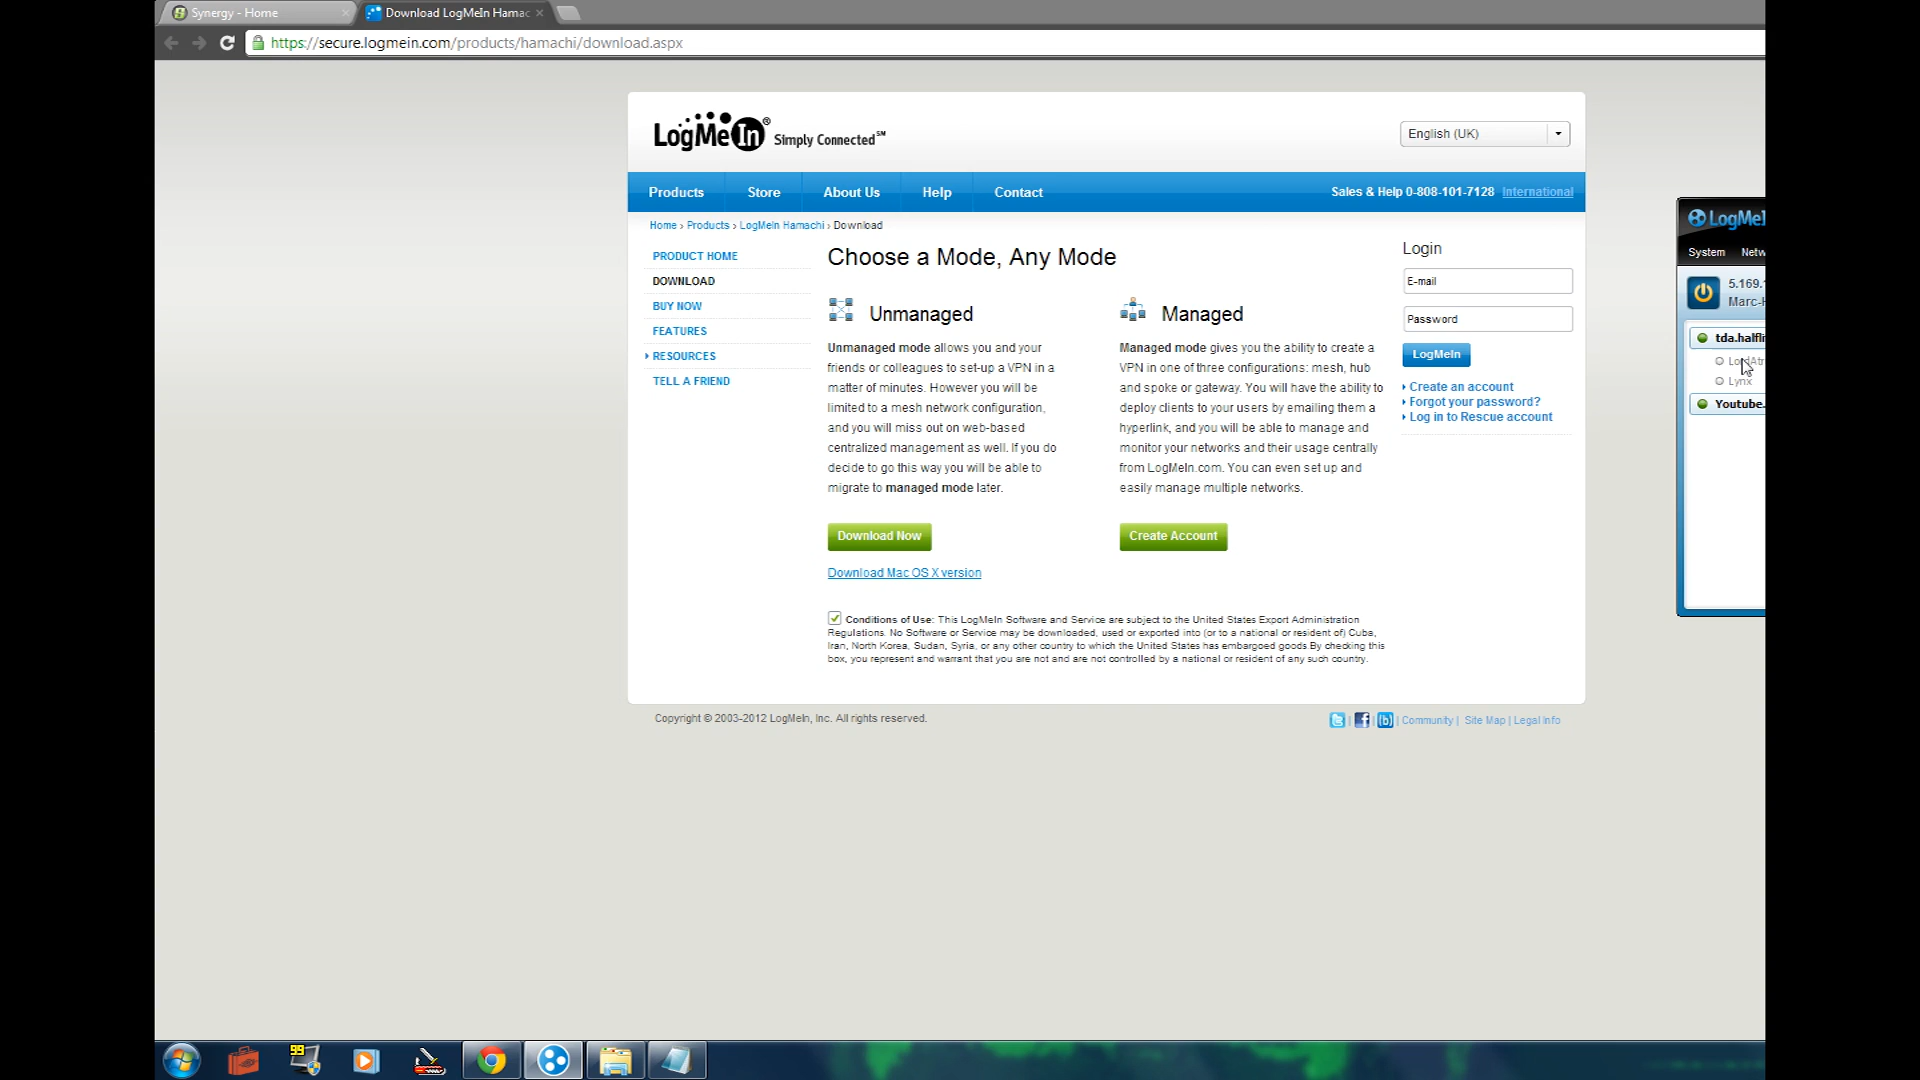 Synergy - Home
Download LogMeIn Hamac
https://secure.logmein.com/products/hamachi/download.aspx
LogMeIn® Simply Connected℠
English (UK)
Products Store About Us Help Contact
Sales & Help 0-808-101-7128 International
Home › Products › LogMeIn Hamachi › Download
PRODUCT HOME
DOWNLOAD
BUY NOW
FEATURES
RESOURCES
TELL A FRIEND
Choose a Mode, Any Mode
Unmanaged
Unmanaged mode allows you and your
friends or colleagues to set-up a VPN in a
matter of minutes. However you will be
limited to a mesh network configuration,
and you will miss out on web-based
centralized management as well. If you do
decide to go this way you will be able to
migrate to managed mode later.
Download Now
Download Mac OS X version
Managed
Managed mode gives you the ability to create a
VPN in one of three configurations: mesh, hub
and spoke or gateway. You will have the ability to
deploy clients to your users by emailing them a
hyperlink, and you will be able to manage and
monitor your networks and their usage centrally
from LogMeIn.com. You can even set up and
easily manage multiple networks.
Create Account
Conditions of Use: This LogMeIn Software and Service are subject to the United States Export Administration
Regulations. No Software or Service may be downloaded, used or exported into (or to a national or resident of) Cuba,
Iran, North Korea, Sudan, Syria, or any other country to which the United States has embargoed goods.By checking this
box, you represent and warrant that you are not and are not controlled by a national or resident of any such country.
Login
E-mail
Password
LogMeIn
Create an account
Forgot your password?
Log in to Rescue account
Copyright © 2003-2012 LogMeIn, Inc. All rights reserved.
Community | Site Map | Legal Info
LogMeI
System Netw
5.169.
Marc-
tda.halfli
Lynx
Youtube.
99